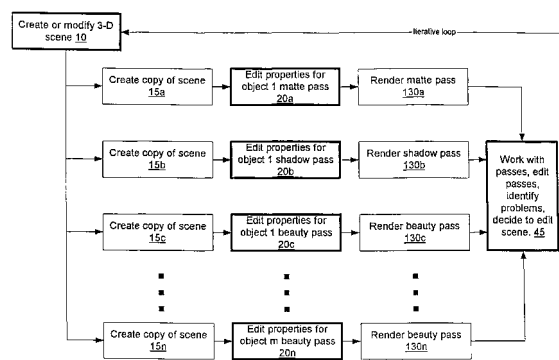 Create or modify 3-D
scene 10
Iterative loop
Create copy of scene
15a
Edit properties for
object 1 matte pass
20a
Render matte pass
130a
Create copy of scene
15b
Edit properties for
object 1 shadow pass
20b
Render shadow pass
130b
Create copy of scene
15c
Edit properties for
object 1 beauty pass
20c
Render beauty pass
130c
Work with
passes, edit
passes,
identify
problems,
decide to edit
scene. 45
Create copy of scene
15n
Edit properties for
object m beauty pass
20n
Render beauty pass
130n